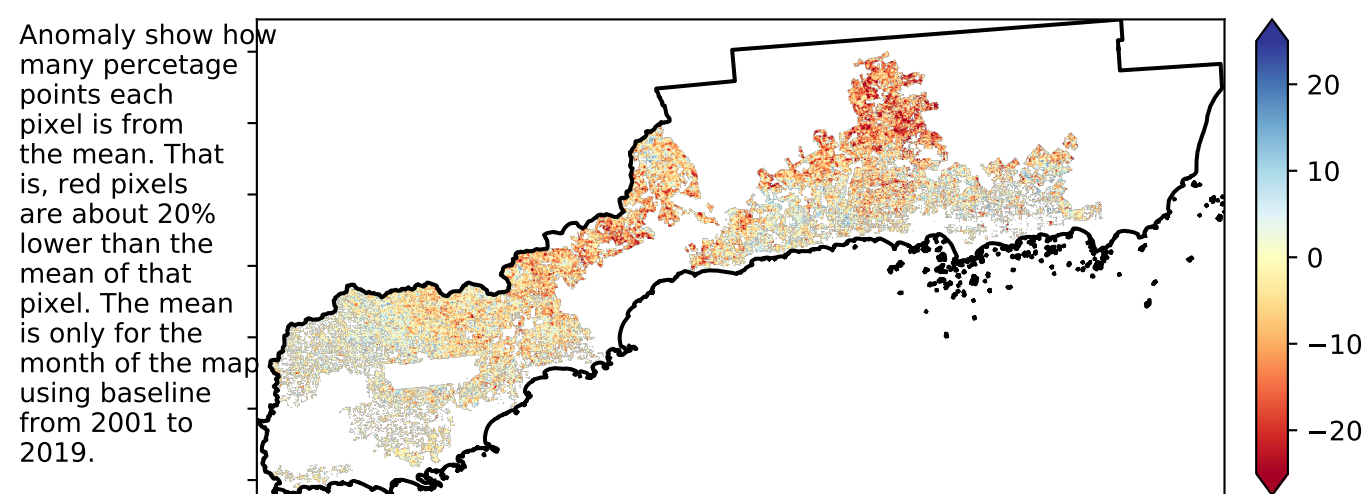 Anomaly show how
many percetage
points each
pixel is from
the mean. That
is, red pixels
are about 20%
lower than the
mean of that
pixel. The mean
is only for the
month of the map
using baseline
from 2001 to
2019.
20
10
0
−10
−20